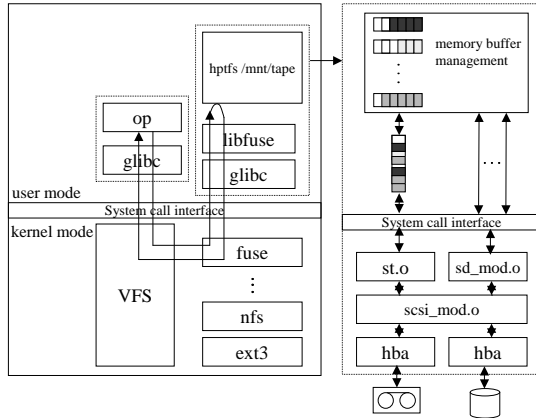 hptfs /mnt/tape
op
libfuse
glibc
glibc
user mode
System call interface
kernel mode
VFS
fuse
nfs
ext3
memory buffer
management
System call interface
st.o
sd_mod.o
scsi_mod.o
hba
hba